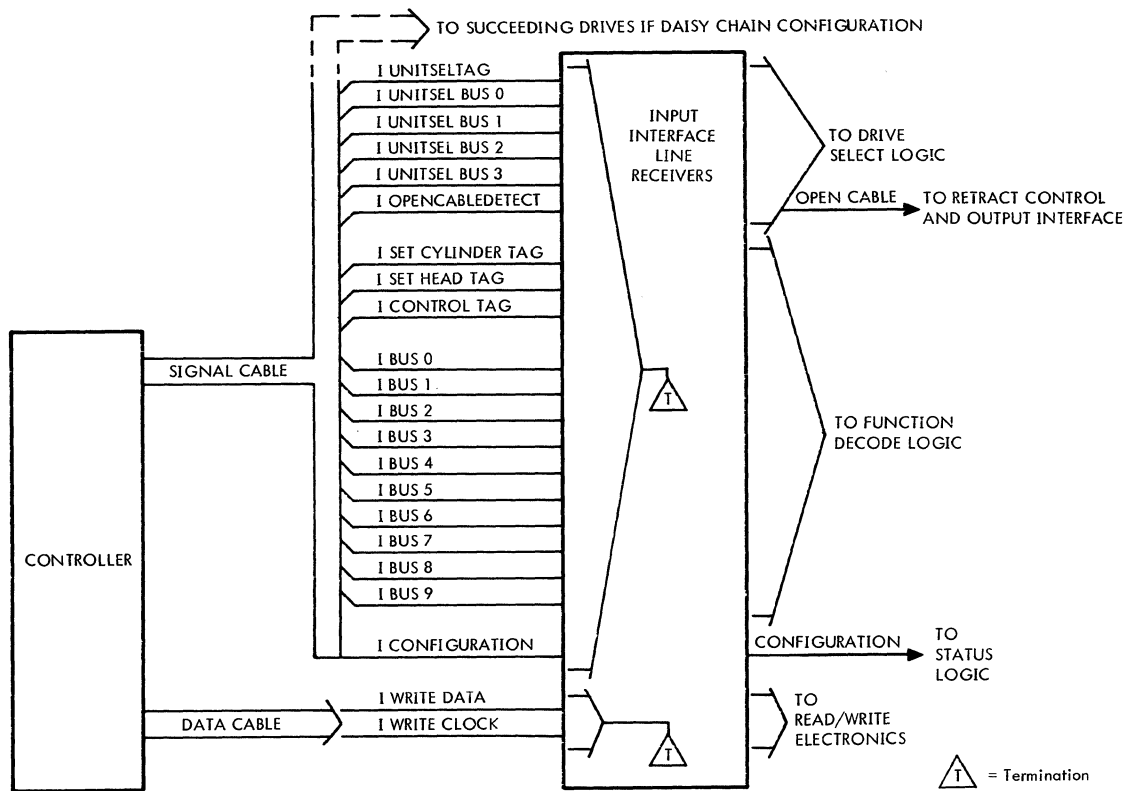 TO SUCCEEDING DRIVES IF DAISY CHAIN CONFIGURATION
I UNITSELTAG
I UNITSEL BUS 0
I UNITSEL BUS 1
I UNITSEL BUS 2
I UNITSEL BUS 3
I OPENCABLEDETECT
I SET CYLINDER TAG
I SET HEAD TAG
I CONTROL TAG
I BUS 0
I BUS 1
I BUS 2
I BUS 3
I BUS 4
I BUS 5
I BUS 6
I BUS 7
I BUS 8
I BUS 9
I CONFIGURATION
I WRITE DATA
I WRITE CLOCK
SIGNAL CABLE
CONTROLLER
DATA CABLE
INPUT
INTERFACE
LINE
RECEIVERS
T
T
TO DRIVE
SELECT LOGIC
OPEN CABLE
TO RETRACT CONTROL
AND OUTPUT INTERFACE
TO FUNCTION
DECODE LOGIC
CONFIGURATION
TO
STATUS
LOGIC
TO
READ/WRITE
ELECTRONICS
T = Termination